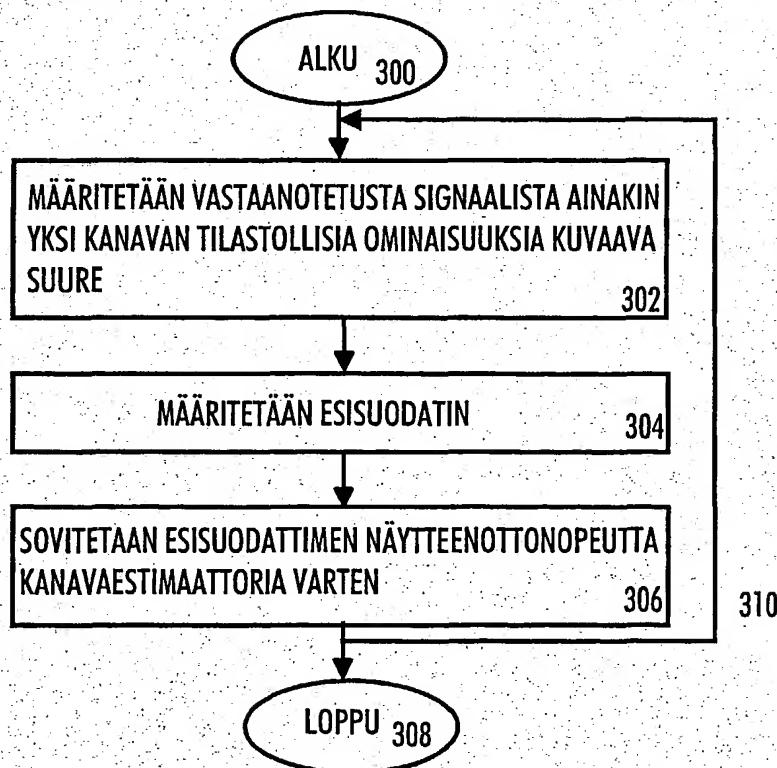 ALKU 300
MÄÄRITETÄÄN VASTAANOTETUSTA SIGNAALISTA AINAKIN
YKSI KANAVAN TILASTOLLISIA OMINAISUUKSIA KUVAAVA
SUURE
302
MÄÄRITETÄÄN ESISUODATIN 304
SOVITETAAN ESISUODATTIMEN NÄYTTEENOTTONOPEUTTA
KANAVAESTIMAATTORIA VARTEN 306
310
LOPPU 308